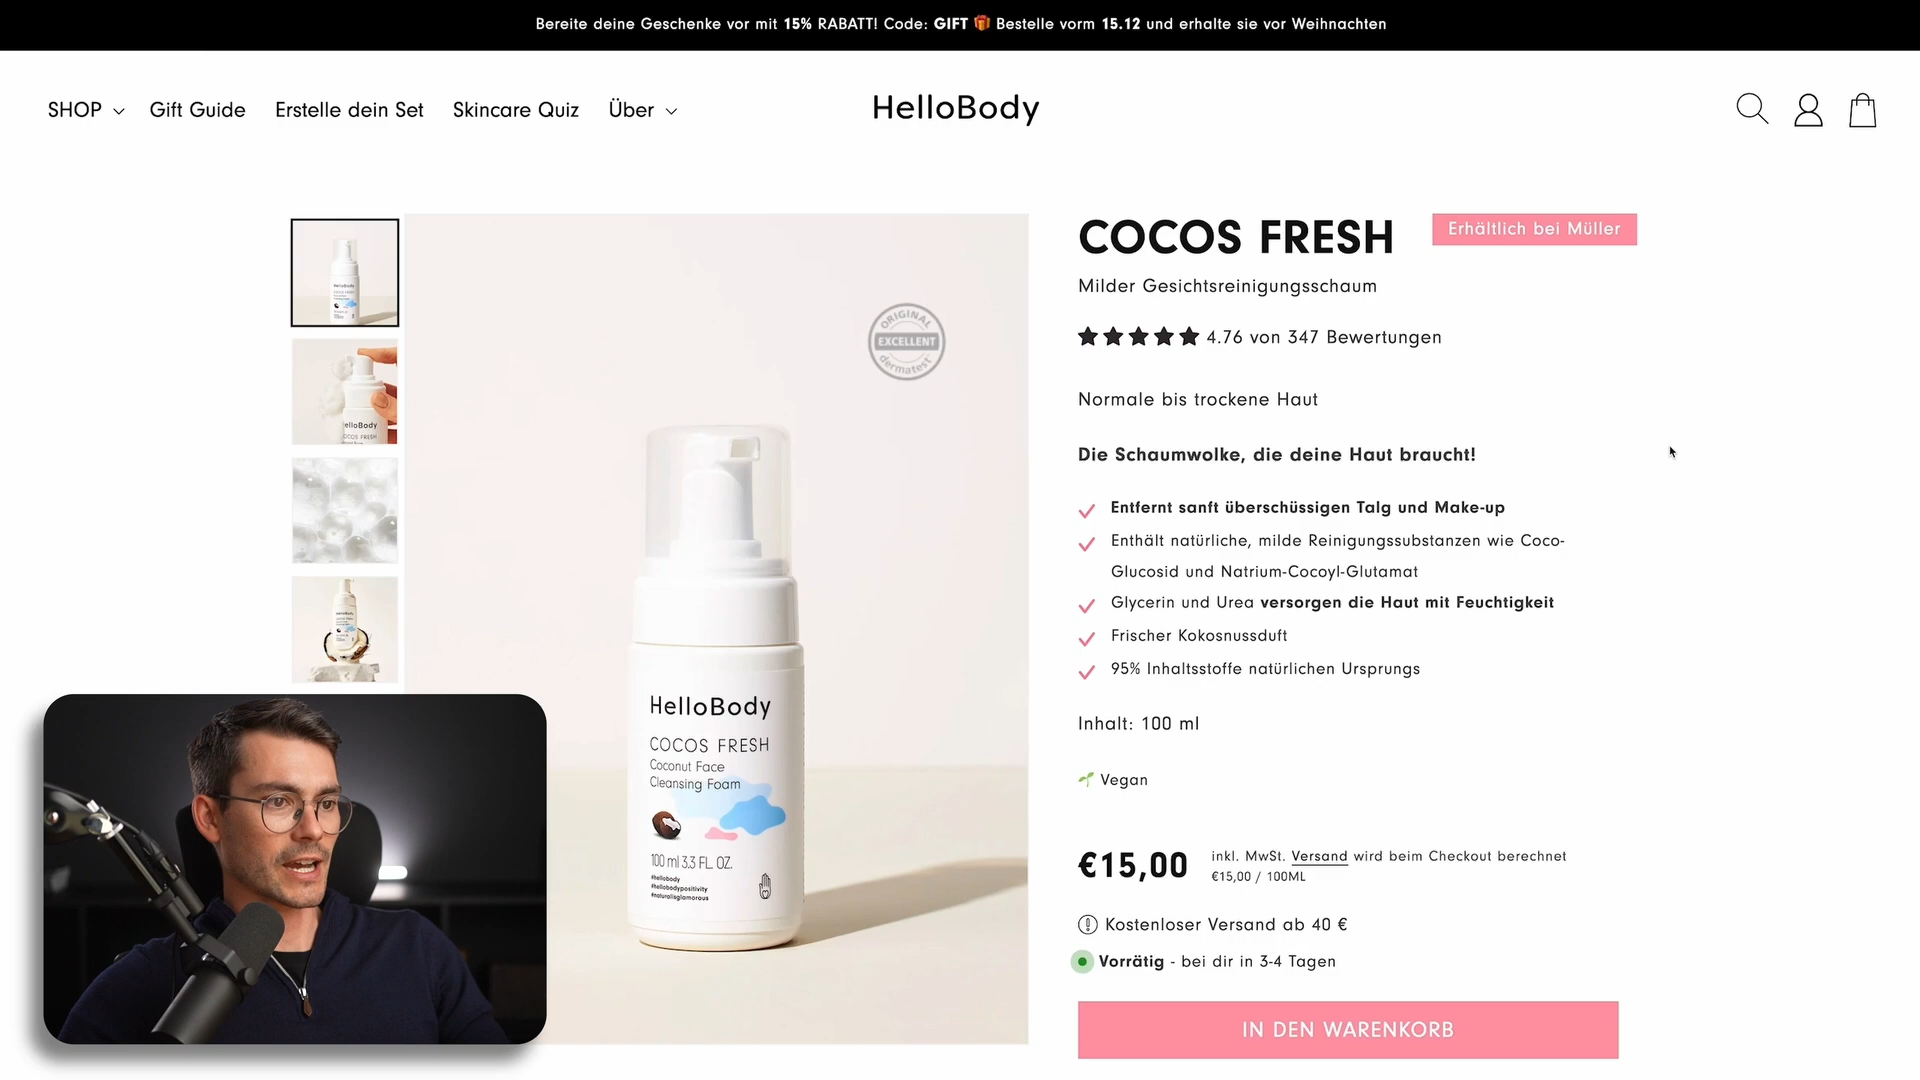 Bereite deine Geschenke vor mit 15% RABATT! Code: GIFT 🎁 Bestelle vorm 15.12 und erhalte sie vor Weihnachten
SHOP
Gift Guide
Erstelle dein Set
Skincare Quiz
Über
HelloBody
COCOS FRESH
Erhältlich bei Müller
Milder Gesichtsreinigungsschaum
4.76 von 347 Bewertungen
Normale bis trockene Haut
Die Schaumwolke, die deine Haut braucht!
Entfernt sanft überschüssigen Talg und Make-up
Enthält natürliche, milde Reinigungssubstanzen wie Coco-
Glucosid und Natrium-Cocoyl-Glutamat
Glycerin und Urea versorgen die Haut mit Feuchtigkeit
Frischer Kokosnussduft
95% Inhaltsstoffe natürlichen Ursprungs
Inhalt: 100 ml
Vegan
€15,00
inkl. MwSt. Versand wird beim Checkout berechnet
€15,00 / 100ML
Kostenloser Versand ab 40 €
Vorrätig - bei dir in 3-4 Tagen
IN DEN WARENKORB
ORIGINAL
EXCELLENT
dermatest
HelloBody
COCOS FRESH
Coconut Face
Cleansing Foam
100 ml 3.3 FL. OZ.
#hellobody
#hellobodypositivity
#naturalisglamorous